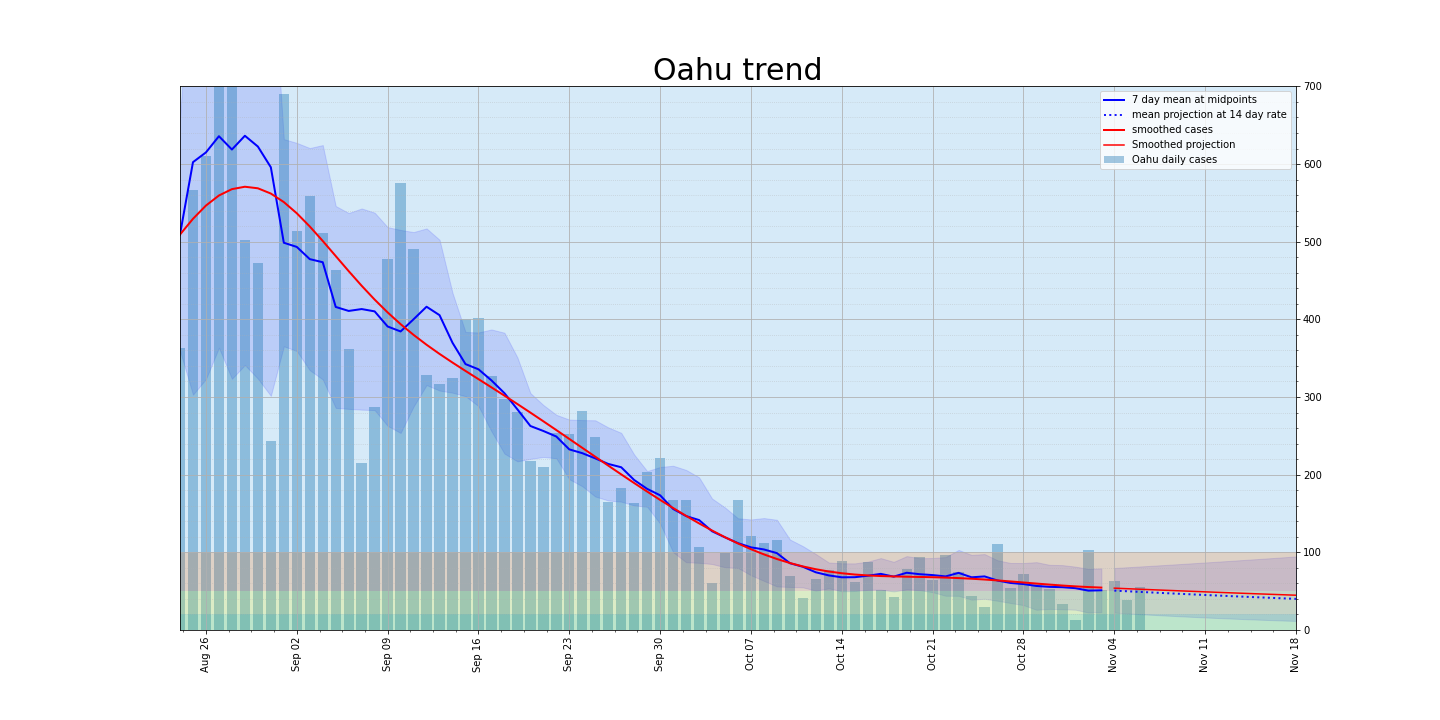 Oahu trend
7 day mean at midpoints
mean projection at 14 day rate
smoothed cases
Smoothed projection
Oahu daily cases
700
600
500
400
300
200
100
0
Aug 26
Sep 02
Sep 09
Sep 16
Sep 23
Sep 30
Oct 07
Oct 14
Oct 21
Oct 28
Nov 04
Nov 11
Nov 18